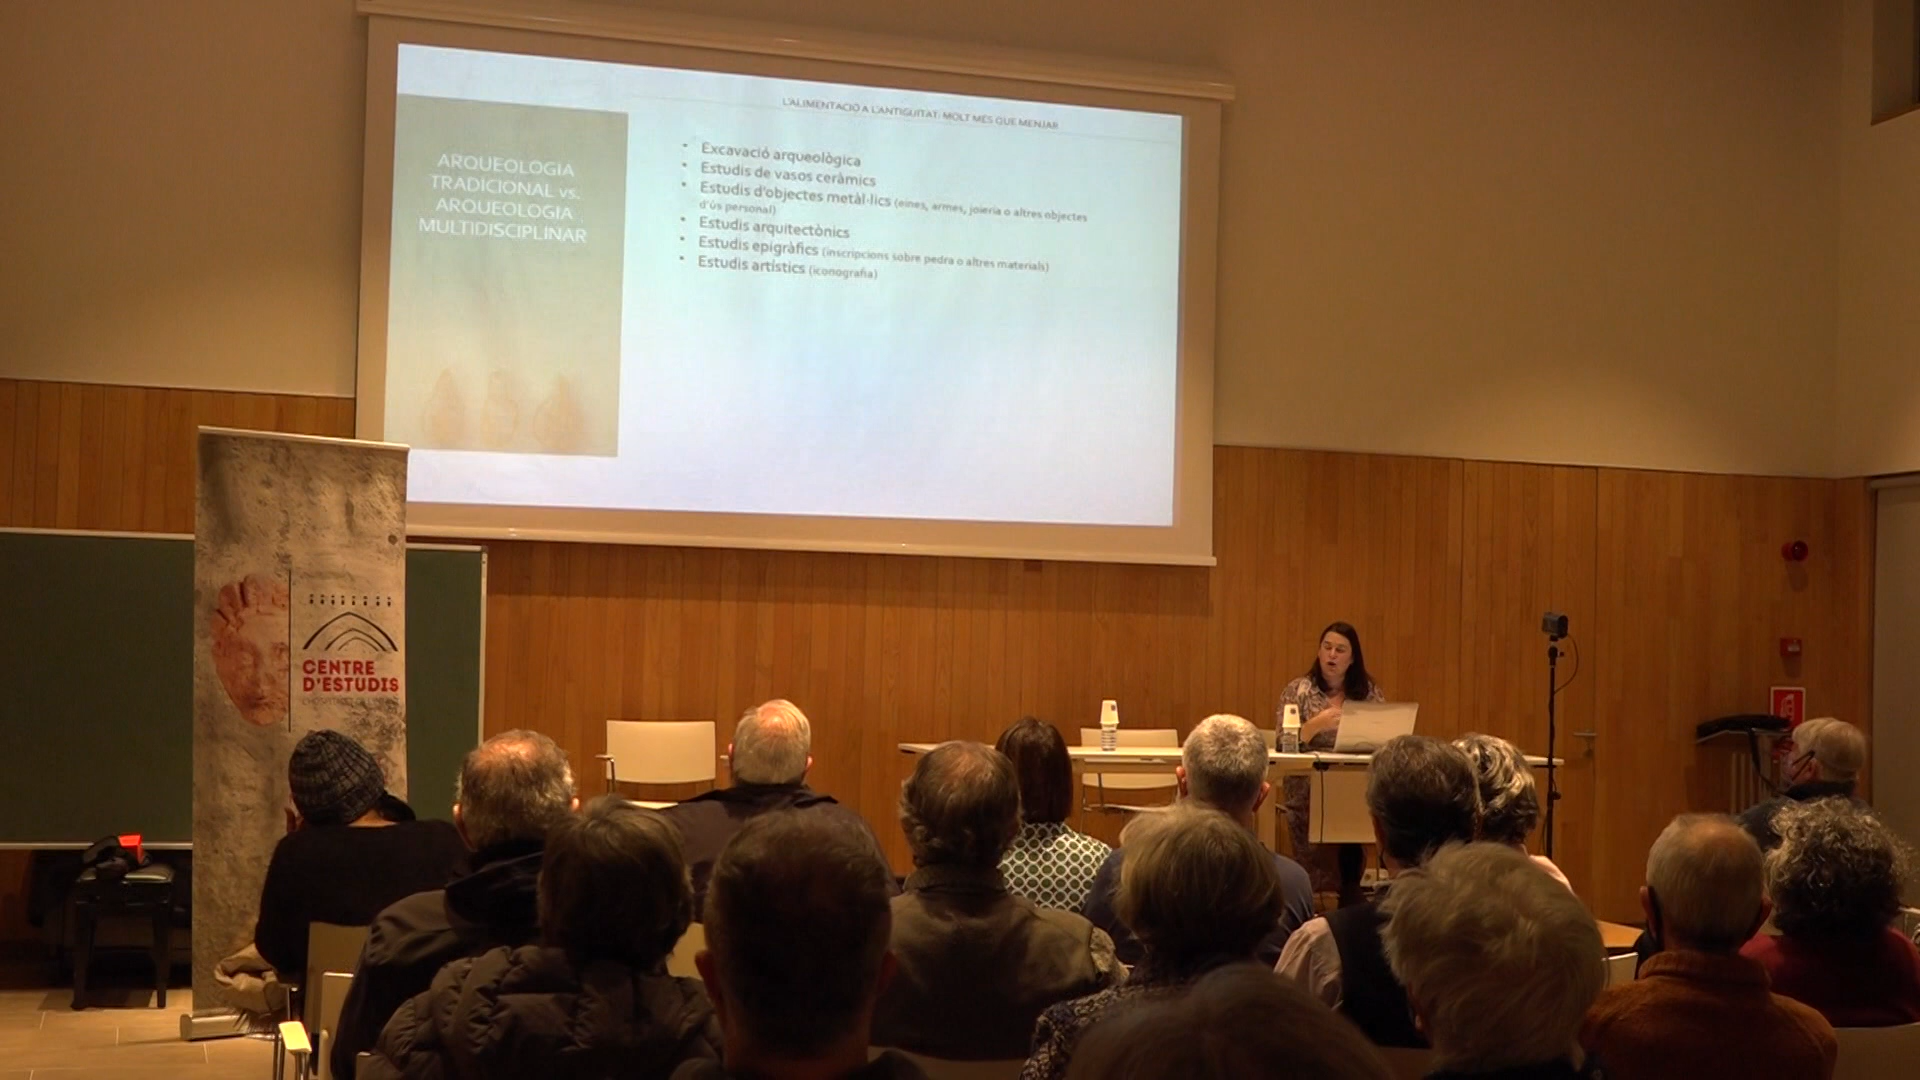 L'ALIMENTACIÓ A L'ANTIGUITAT: MOLT MÉS QUE MENJAR
ARQUEOLOGIA
TRADICIONAL vs.
ARQUEOLOGIA
MULTIDISCIPLINAR
• Excavació arqueològica
• Estudis de vasos ceràmics
• Estudis d'objectes metàl·lics (eines, armes, joieria o altres objectes
d'ús personal)
• Estudis arquitectònics
• Estudis epigràfics (inscripcions sobre pedra o altres materials)
• Estudis artístics (iconografia)
CENTRE
D'ESTUDIS